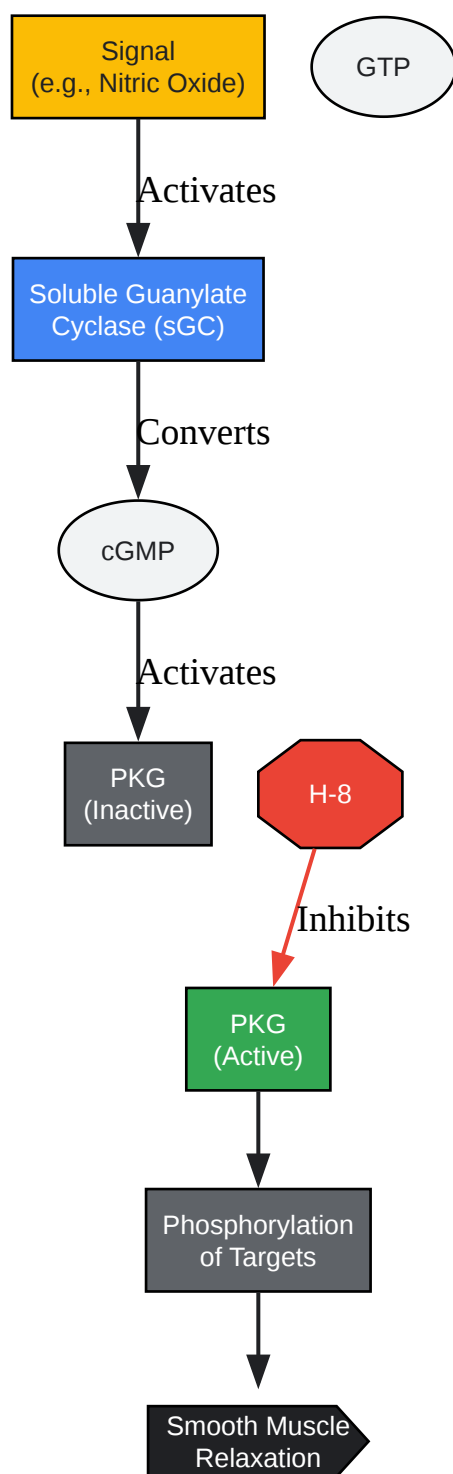 Signal
(e.g., Nitric Oxide)
GTP
Activates
Soluble Guanylate
Cyclase (sGC)
Converts
cGMP
Activates
PKG
(Inactive)
H-8
Inhibits
PKG
(Active)
Phosphorylation
of Targets
Smooth Muscle
Relaxation